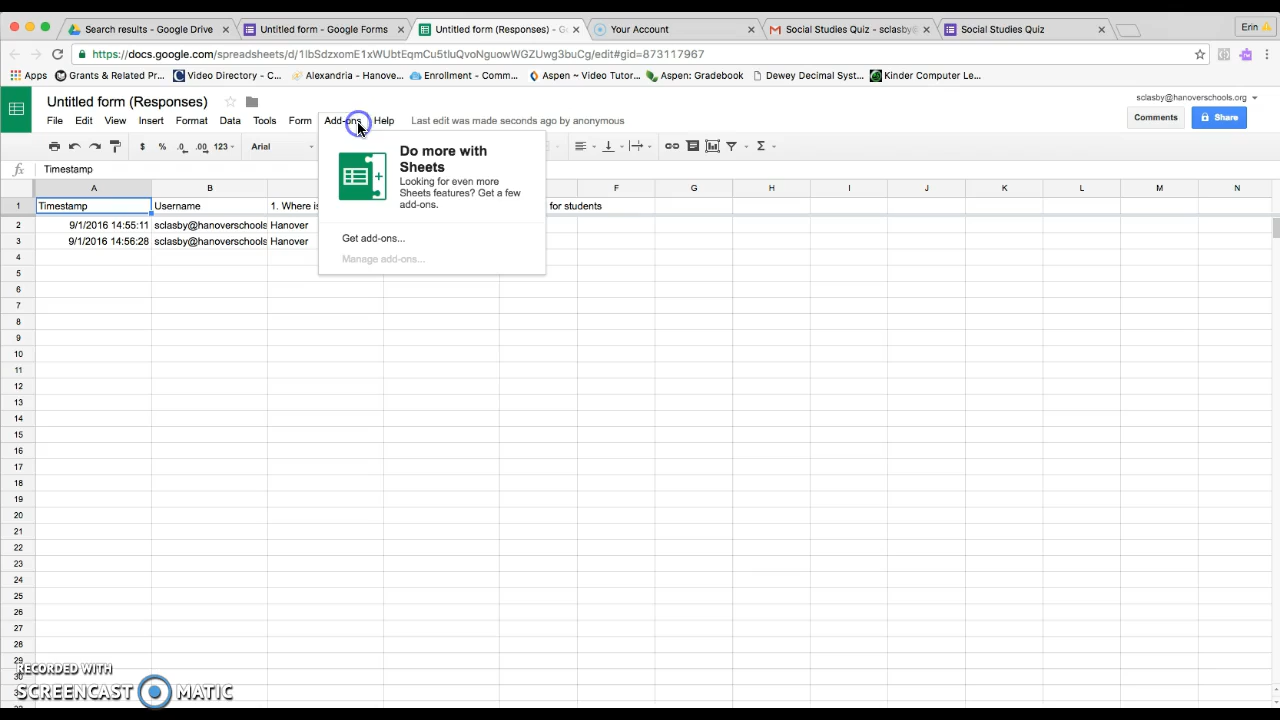 Search results - Google Drive
Untitled form - Google Forms
Untitled form (Responses) - G
Your Account
Social Studies Quiz - sclasby@
Social Studies Quiz
Erin
https://docs.google.com/spreadsheets/d/1lbSdzxomE1xWUbtEqmCu5tluQvoNguowWGZUwg3buCg/edit#gid=873117967
Apps
Grants & Related Pr...
Video Directory - C...
Alexandria - Hanove...
Enrollment - Comm...
Aspen ~ Video Tutor...
Aspen: Gradebook
Dewey Decimal Syst...
Kinder Computer Le...
Untitled form (Responses)
sclasby@hanoverschools.org
File Edit View Insert Format Data Tools Form Add-ons Help Last edit was made seconds ago by anonymous
Comments Share
$ % .0 .00 123 Arial
Do more with
Sheets
Looking for even more
Sheets features? Get a few
add-ons.
Get add-ons...
Manage add-ons...
fx Timestamp
A B F G H I J K L M N
1 Timestamp Username 1. Where is for students
2 9/1/2016 14:55:11 sclasby@hanoverschools Hanover
3 9/1/2016 14:56:28 sclasby@hanoverschools Hanover
4
5
6
7
8
9
10
11
12
13
14
15
16
17
18
19
20
21
22
23
24
25
26
27
28
29
RECORDED WITH
30
SCREENCAST MATIC